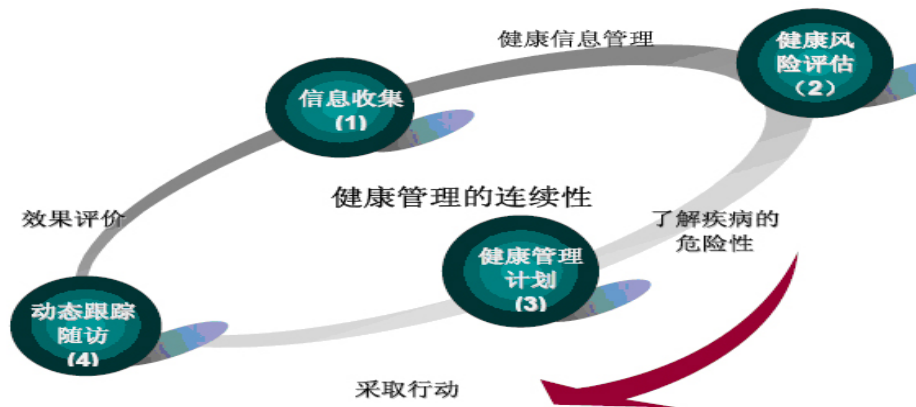 健康信息管理
健康风
险评估
（2）
信息收集
(1)
健康管理的连续性
效果评价
了解疾病的
危险性
健康管理
计划
(3)
动态跟踪
随访
(4)
采取行动